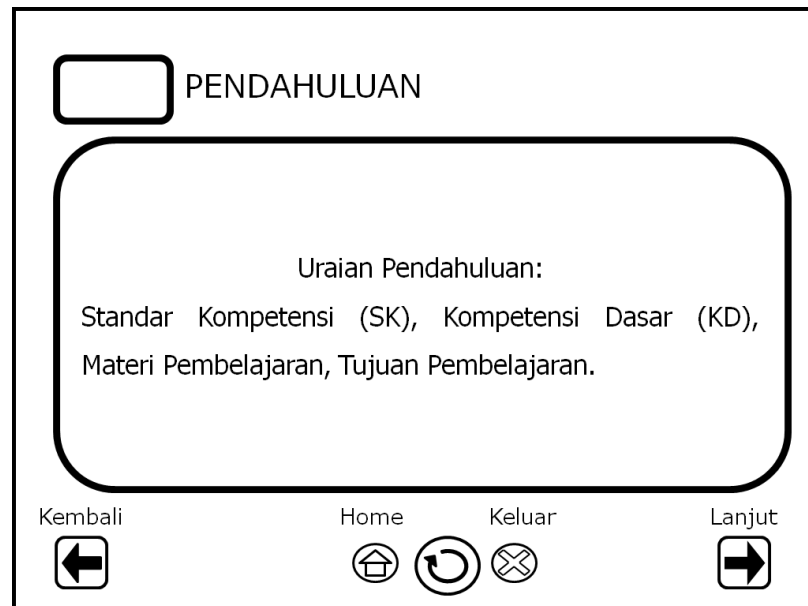 PENDAHULUAN
Uraian Pendahuluan:
Standar Kompetensi (SK), Kompetensi Dasar (KD),
Materi Pembelajaran, Tujuan Pembelajaran.
Kembali Home Keluar Lanjut